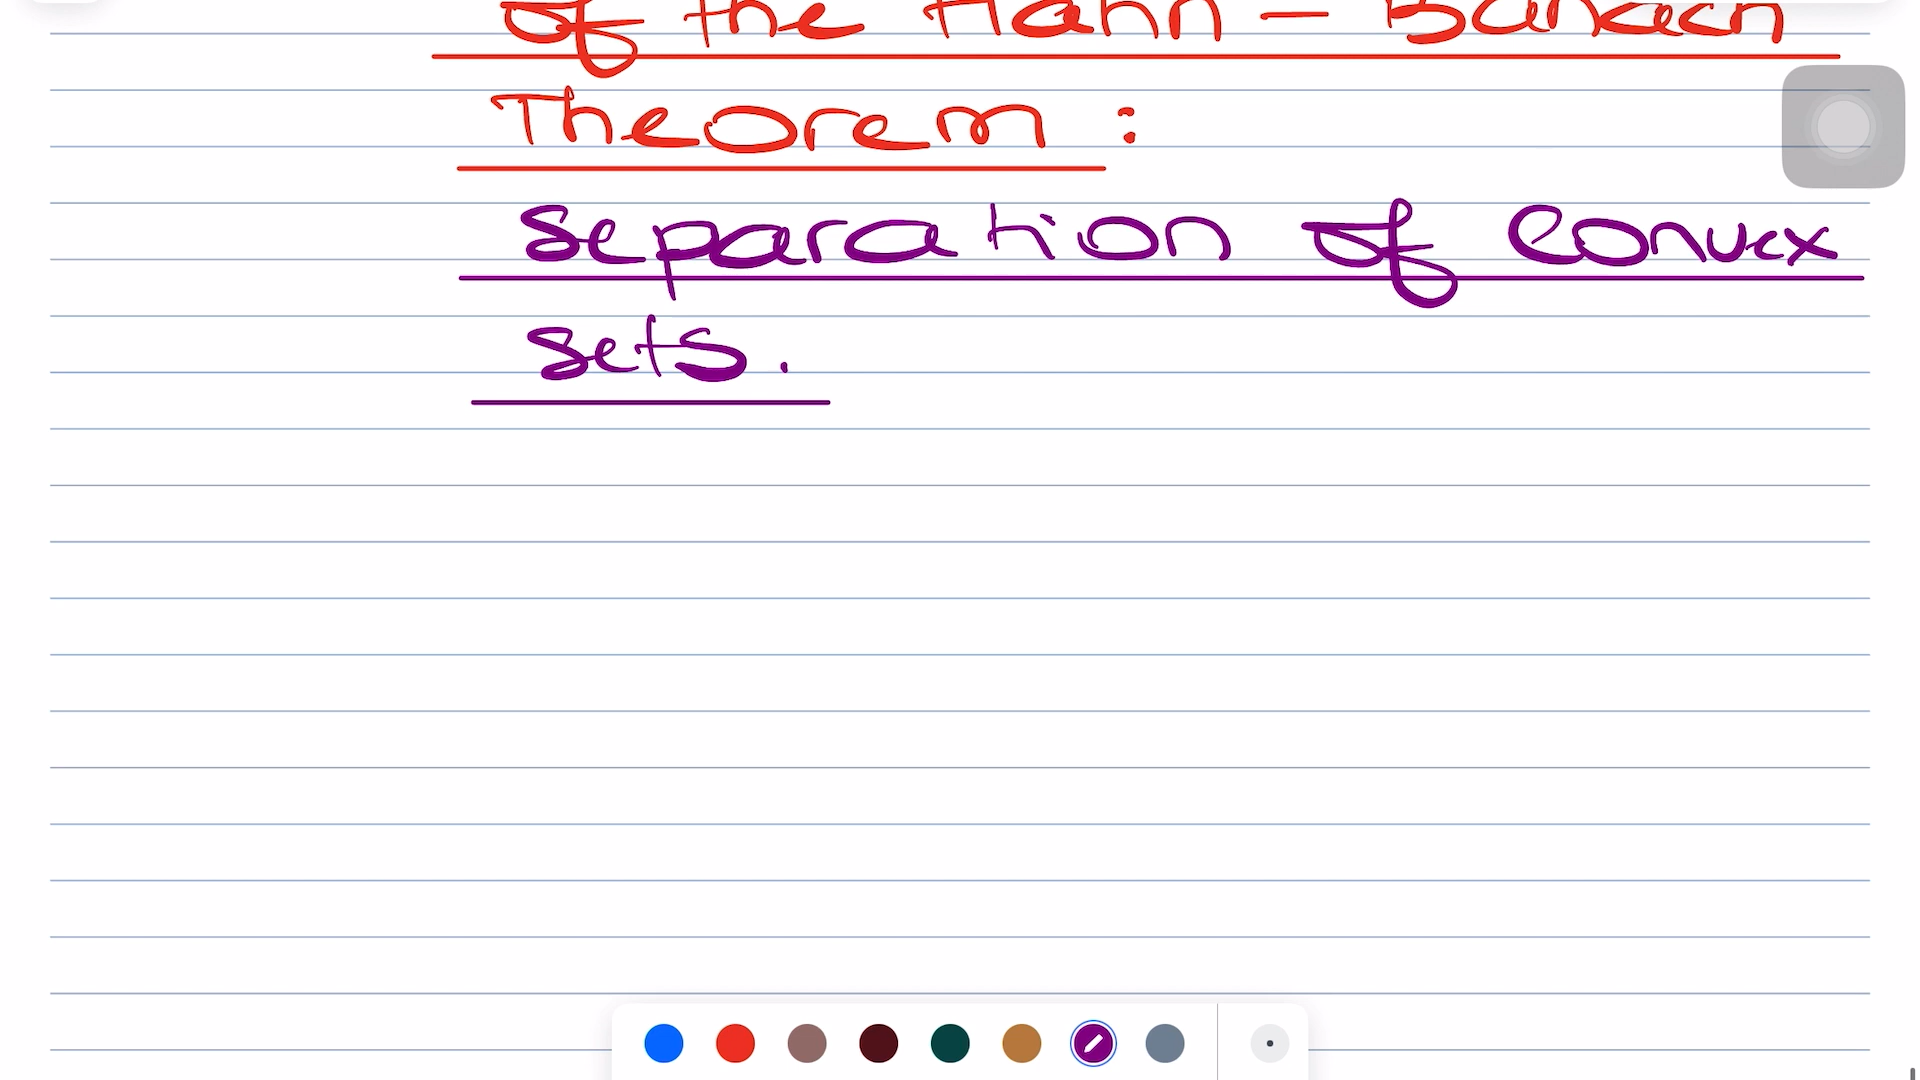 of the Hahn - Banach
Theorem :
Separation of Convex
Sets.